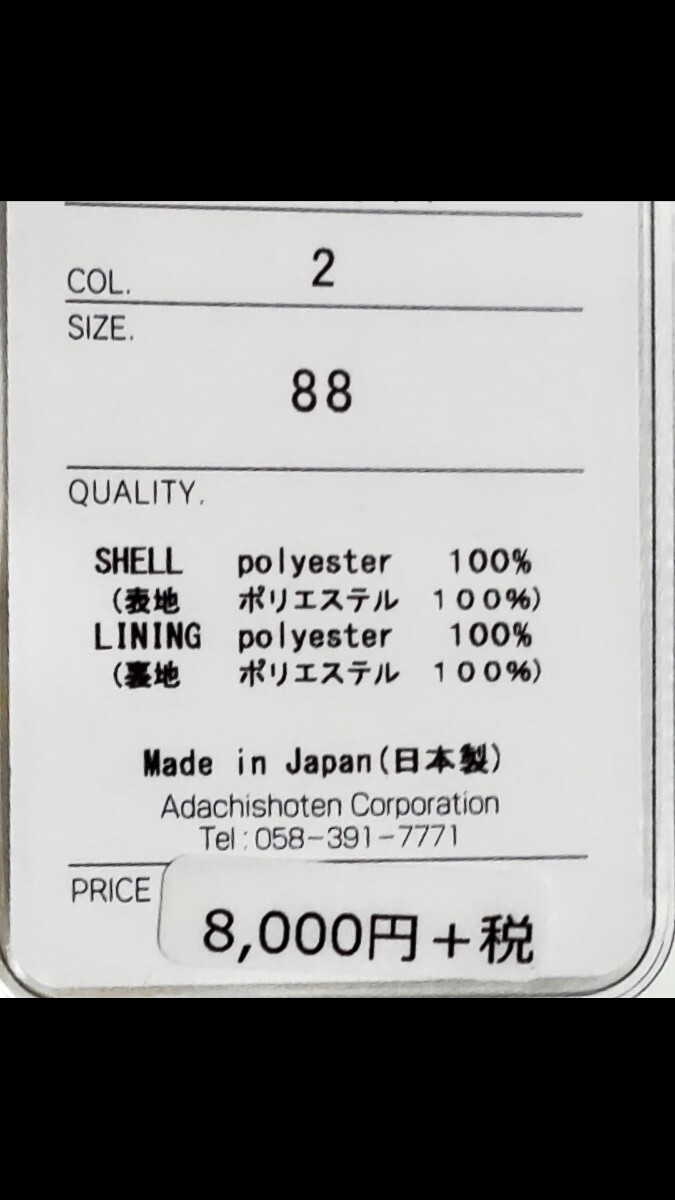 COL. 2
SIZE.
88
QUALITY.
SHELL polyester 100%
(表地 ポリエステル 100%)
LINING polyester 100%
(裏地 ポリエステル 100%)
Made in Japan(日本製)
Adachishoten Corporation
Tel:058-391-7771
PRICE 8,000円+税